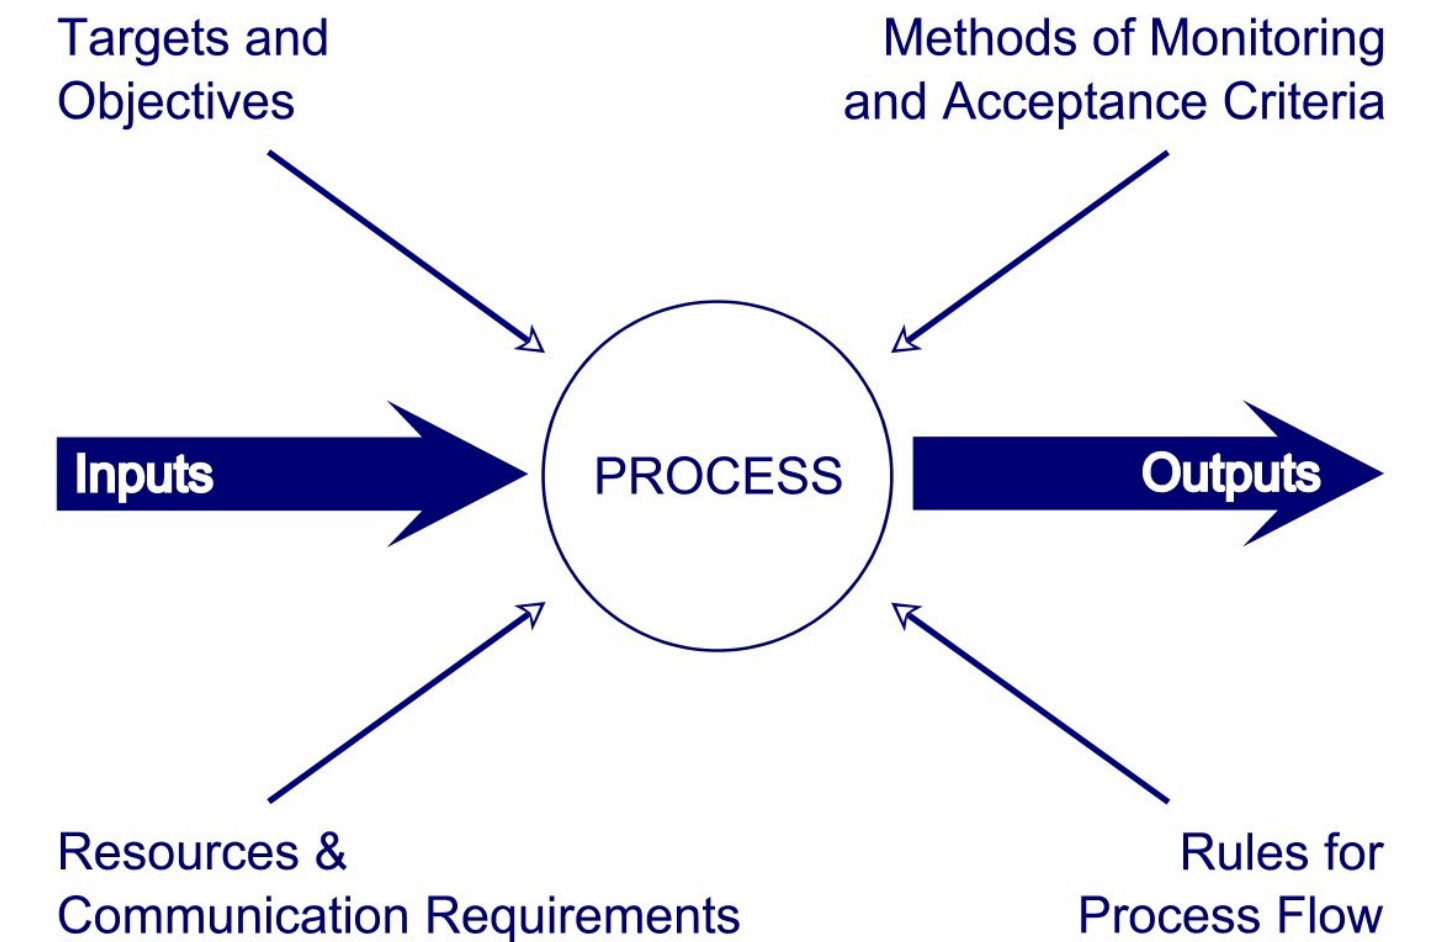 Targets and
Objectives
Methods of Monitoring
and Acceptance Criteria
Inputs
PROCESS
Outputs
Resources &
Communication Requirements
Rules for
Process Flow